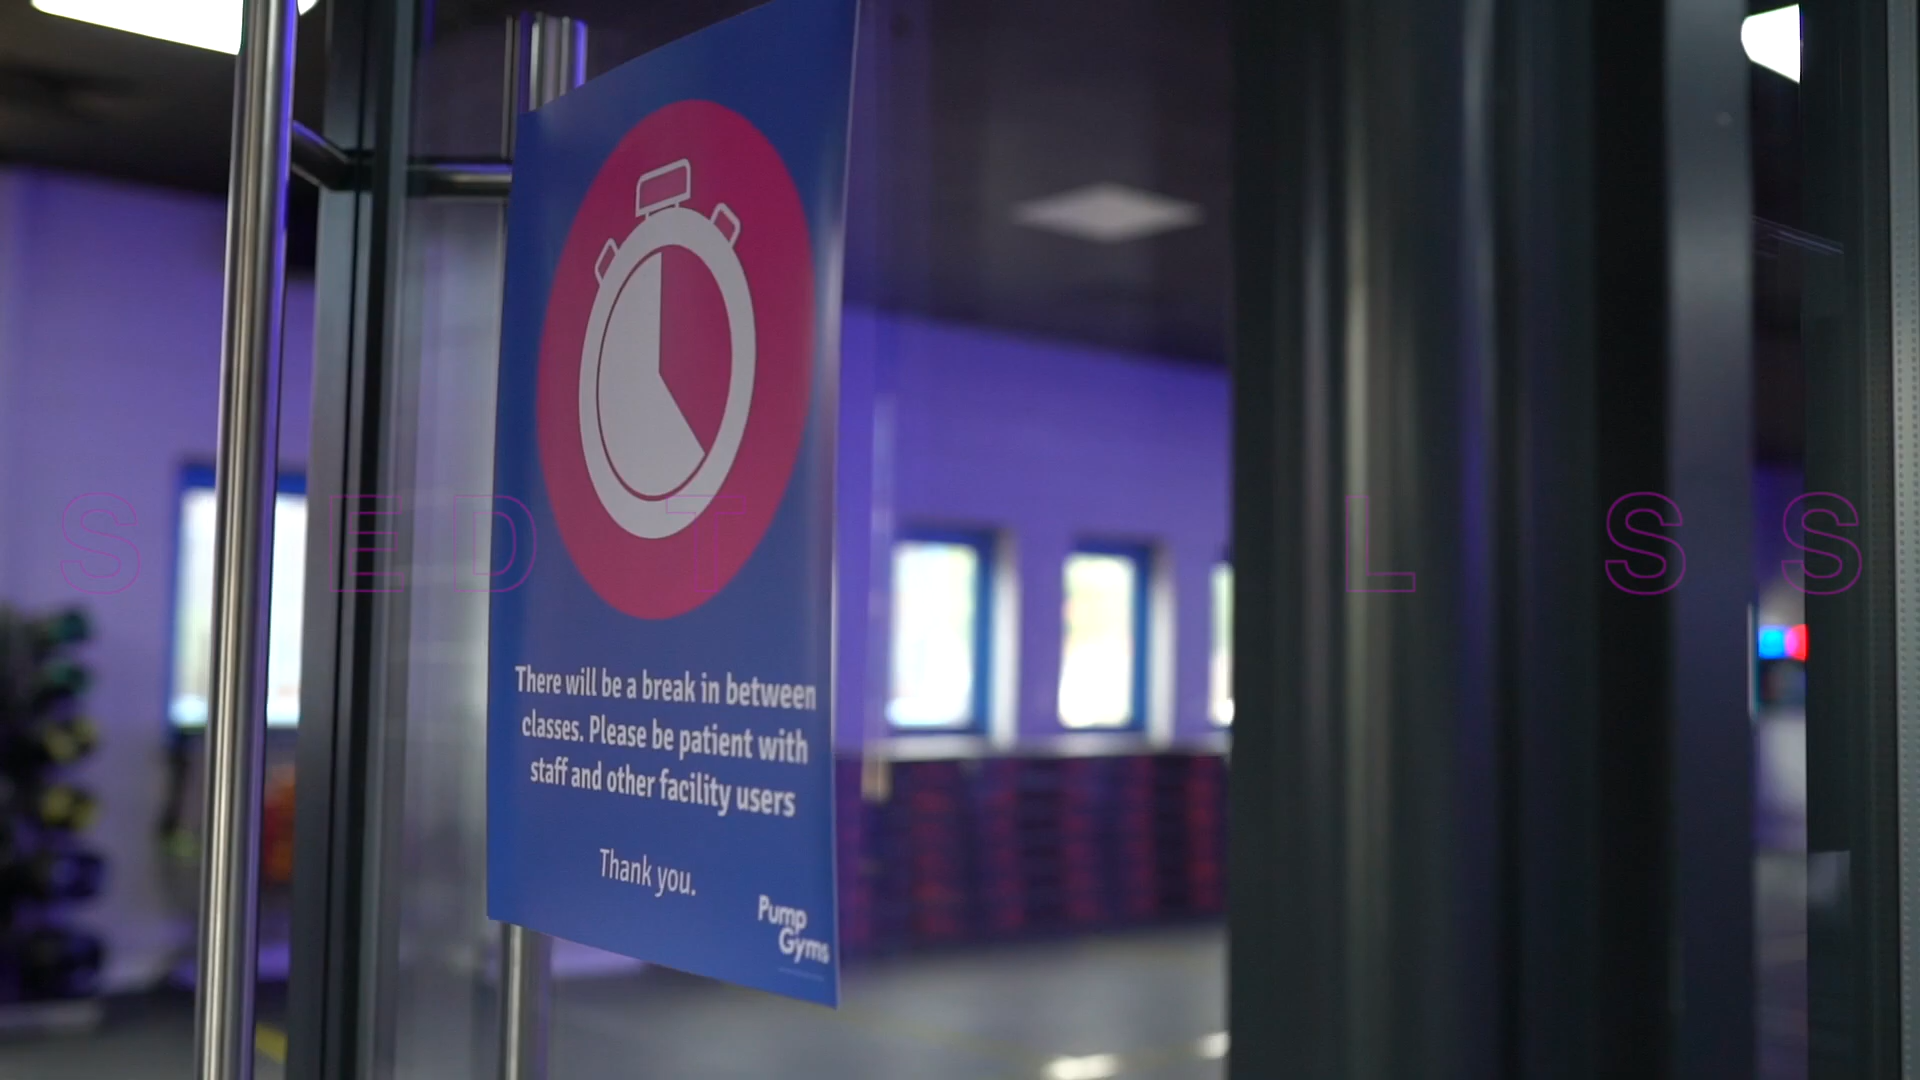 There will be a break in between
classes. Please be patient with
staff and other facility users
Thank you.
Pump
Gyms
S E D T L S S